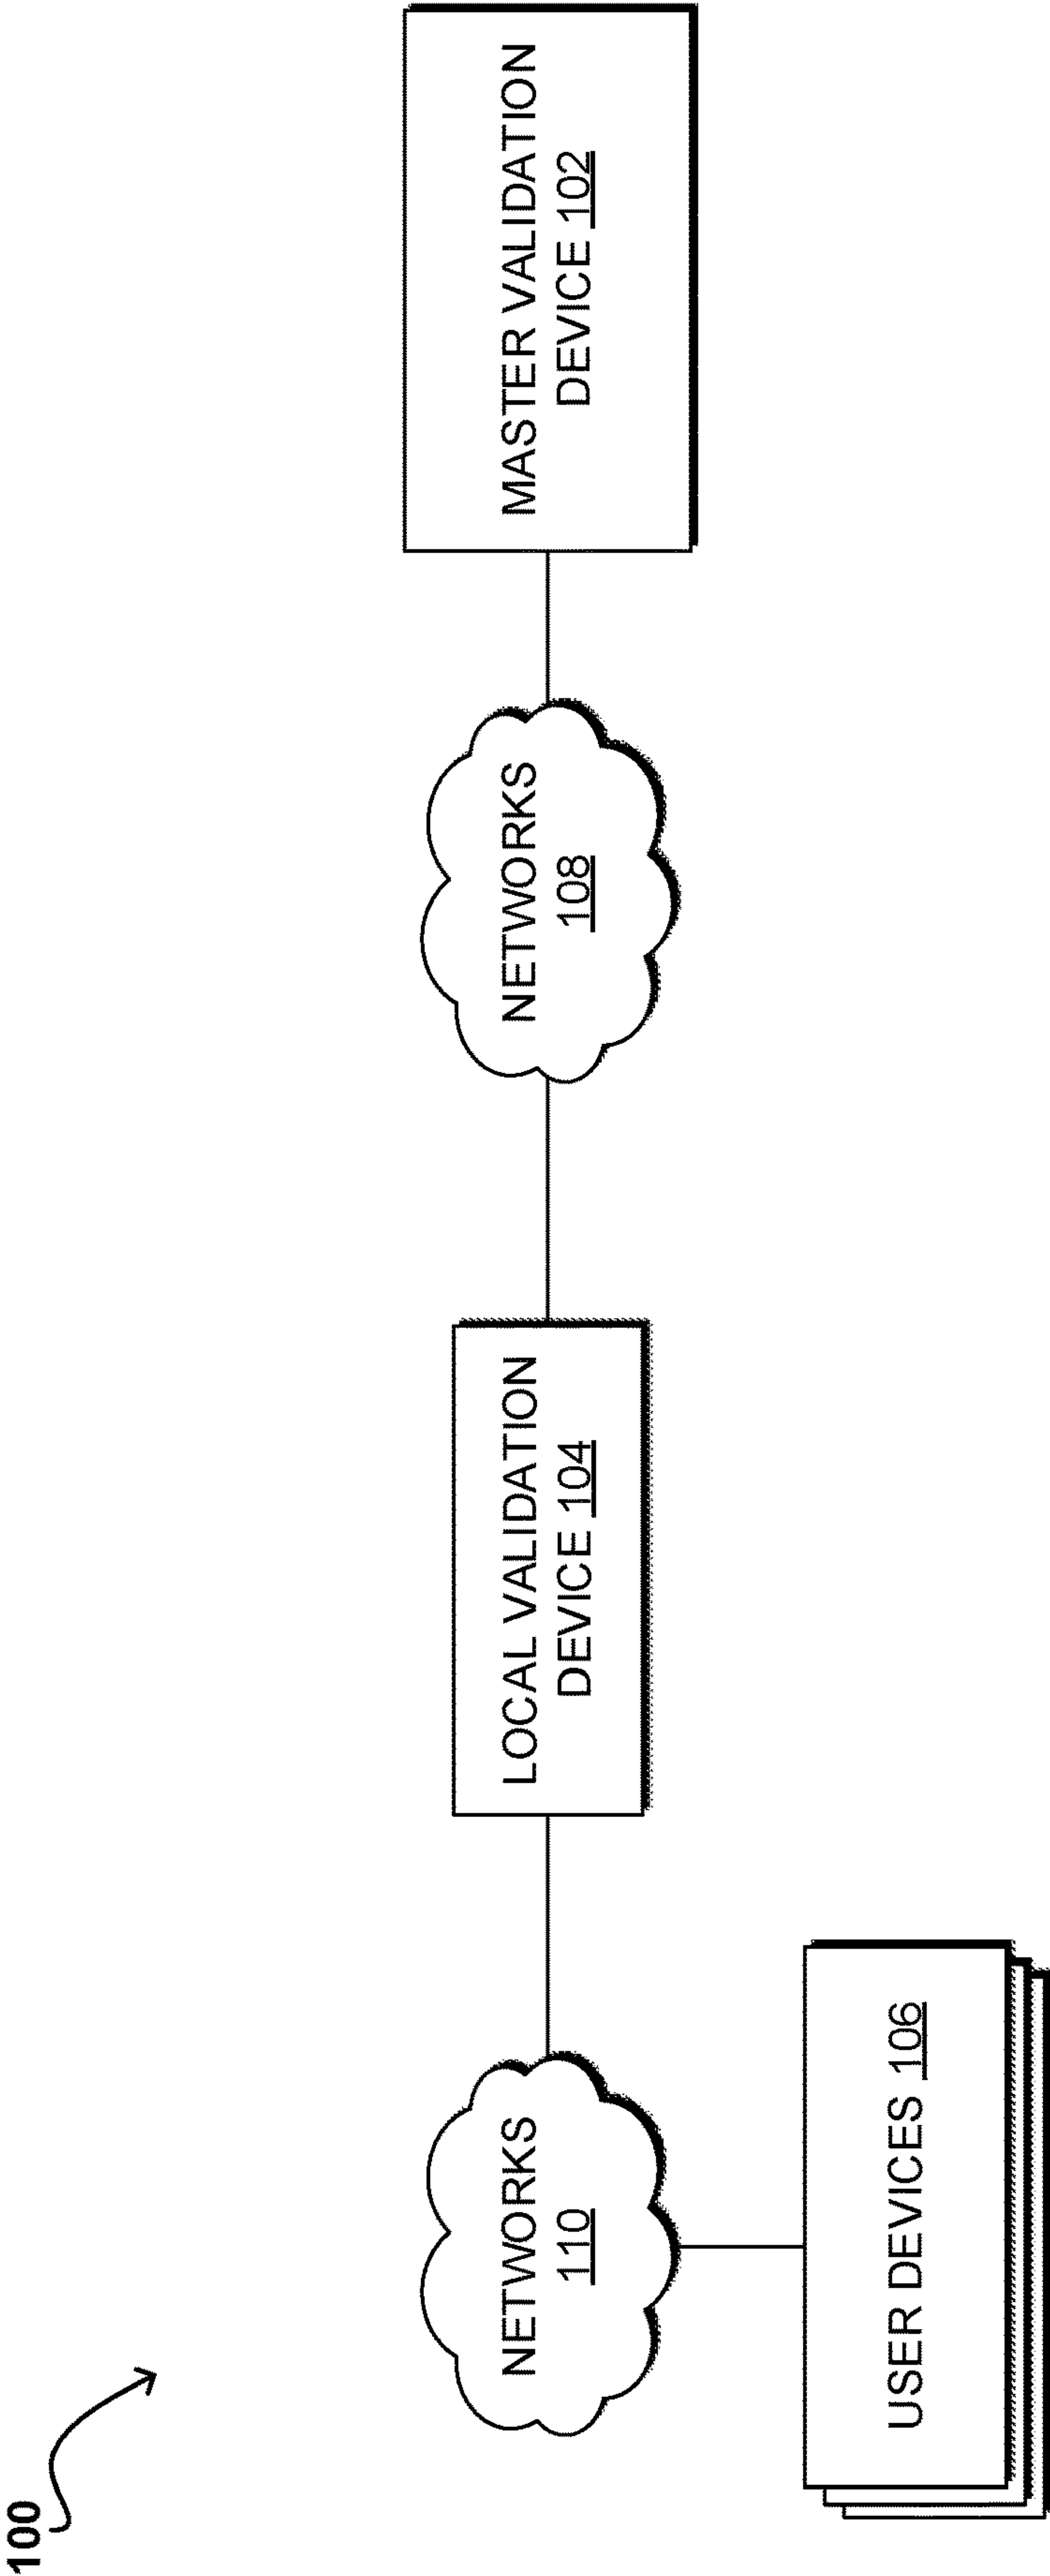 100
NETWORKS
110
USER DEVICES 106
LOCAL VALIDATION
DEVICE 104
NETWORKS
108
MASTER VALIDATION
DEVICE 102